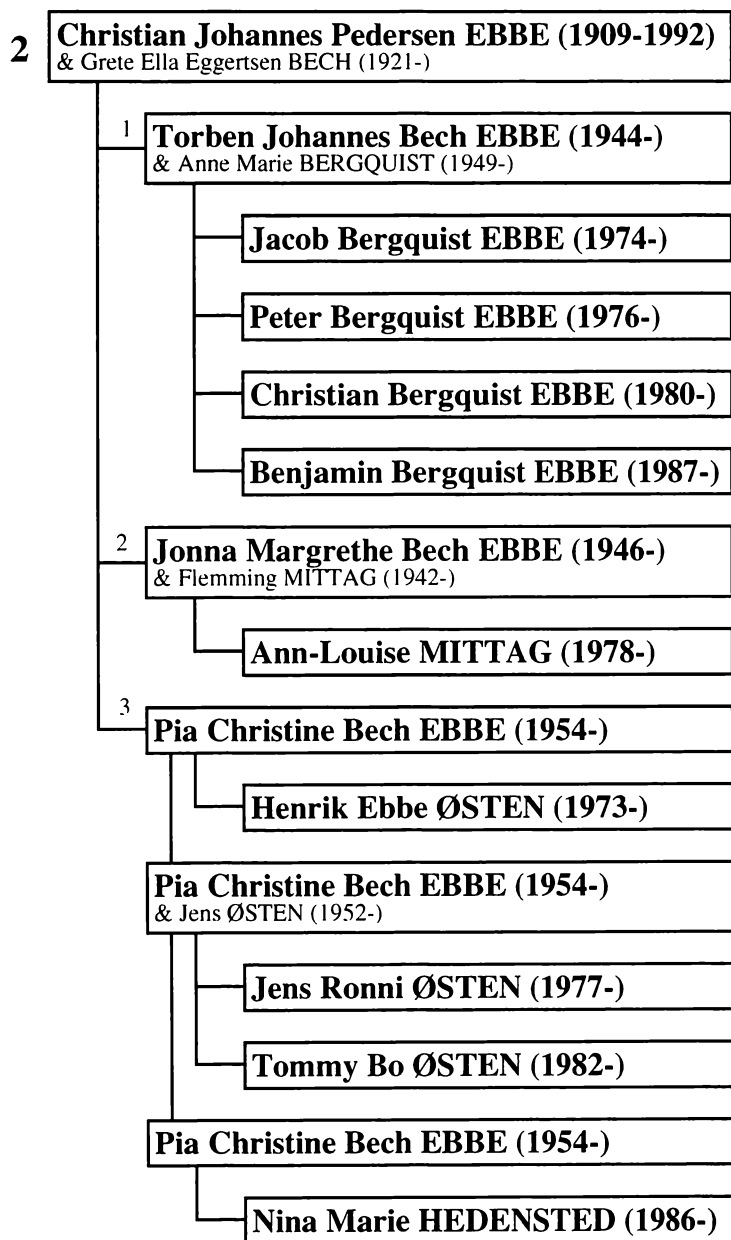 2
Christian Johannes Pedersen EBBE (1909-1992)
& Grete Ella Eggertsen BECH (1921-)
1
Torben Johannes Bech EBBE (1944-)
& Anne Marie BERGQUIST (1949-)
Jacob Bergquist EBBE (1974-)
Peter Bergquist EBBE (1976-)
Christian Bergquist EBBE (1980-)
Benjamin Bergquist EBBE (1987-)
2
Jonna Margrethe Bech EBBE (1946-)
& Flemming MITTAG (1942-)
Ann-Louise MITTAG (1978-)
3
Pia Christine Bech EBBE (1954-)
Henrik Ebbe ØSTEN (1973-)
Pia Christine Bech EBBE (1954-)
& Jens ØSTEN (1952-)
Jens Ronni ØSTEN (1977-)
Tommy Bo ØSTEN (1982-)
Pia Christine Bech EBBE (1954-)
Nina Marie HEDENSTED (1986-)